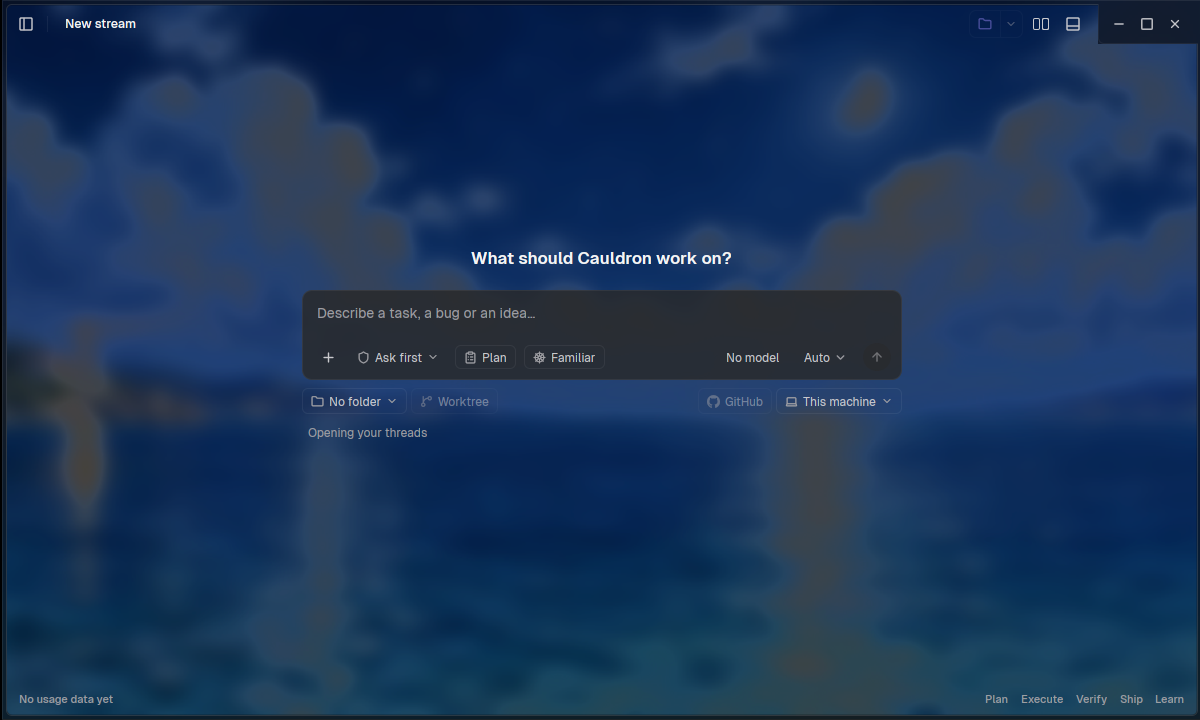 New stream
What should Cauldron work on?
Describe a task, a bug or an idea...
Ask first Plan Familiar No model Auto
No folder Worktree GitHub This machine
Opening your threads
No usage data yet Plan Execute Verify Ship Learn